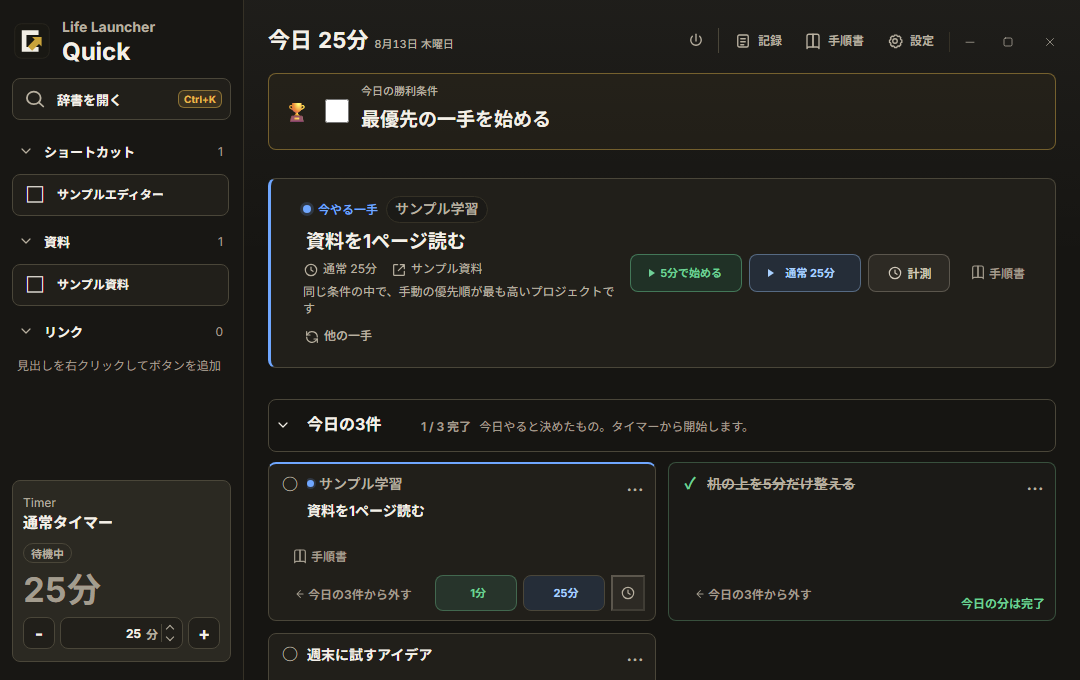 Life Launcher
Quick
辞書を開く Ctrl+K
ショートカット 1
サンプルエディター
資料 1
サンプル資料
リンク 0
見出しを右クリックしてボタンを追加
Timer
通常タイマー
待機中
25分
- 25 分 +
今日 25分 8月13日 木曜日
記録 手順書 設定
今日の勝利条件
最優先の一手を始める
今やる一手 サンプル学習
資料を1ページ読む
通常 25分 サンプル資料
同じ条件の中で、手動の優先順が最も高いプロジェクトで
す
他の一手
5分で始める 通常 25分 計測 手順書
今日の3件 1 / 3 完了 今日やると決めたもの。タイマーから開始します。
サンプル学習 ...
資料を1ページ読む
手順書
← 今日の3件から外す 1分 25分
✓ 机の上を5分だけ整える ...
← 今日の3件から外す
今日の分は完了
週末に試すアイデア ...